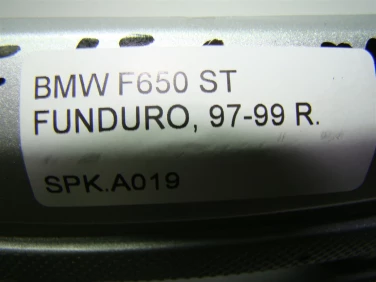 BMW F650 ST
FUNDURO, 97-99 R.
SPK.A019